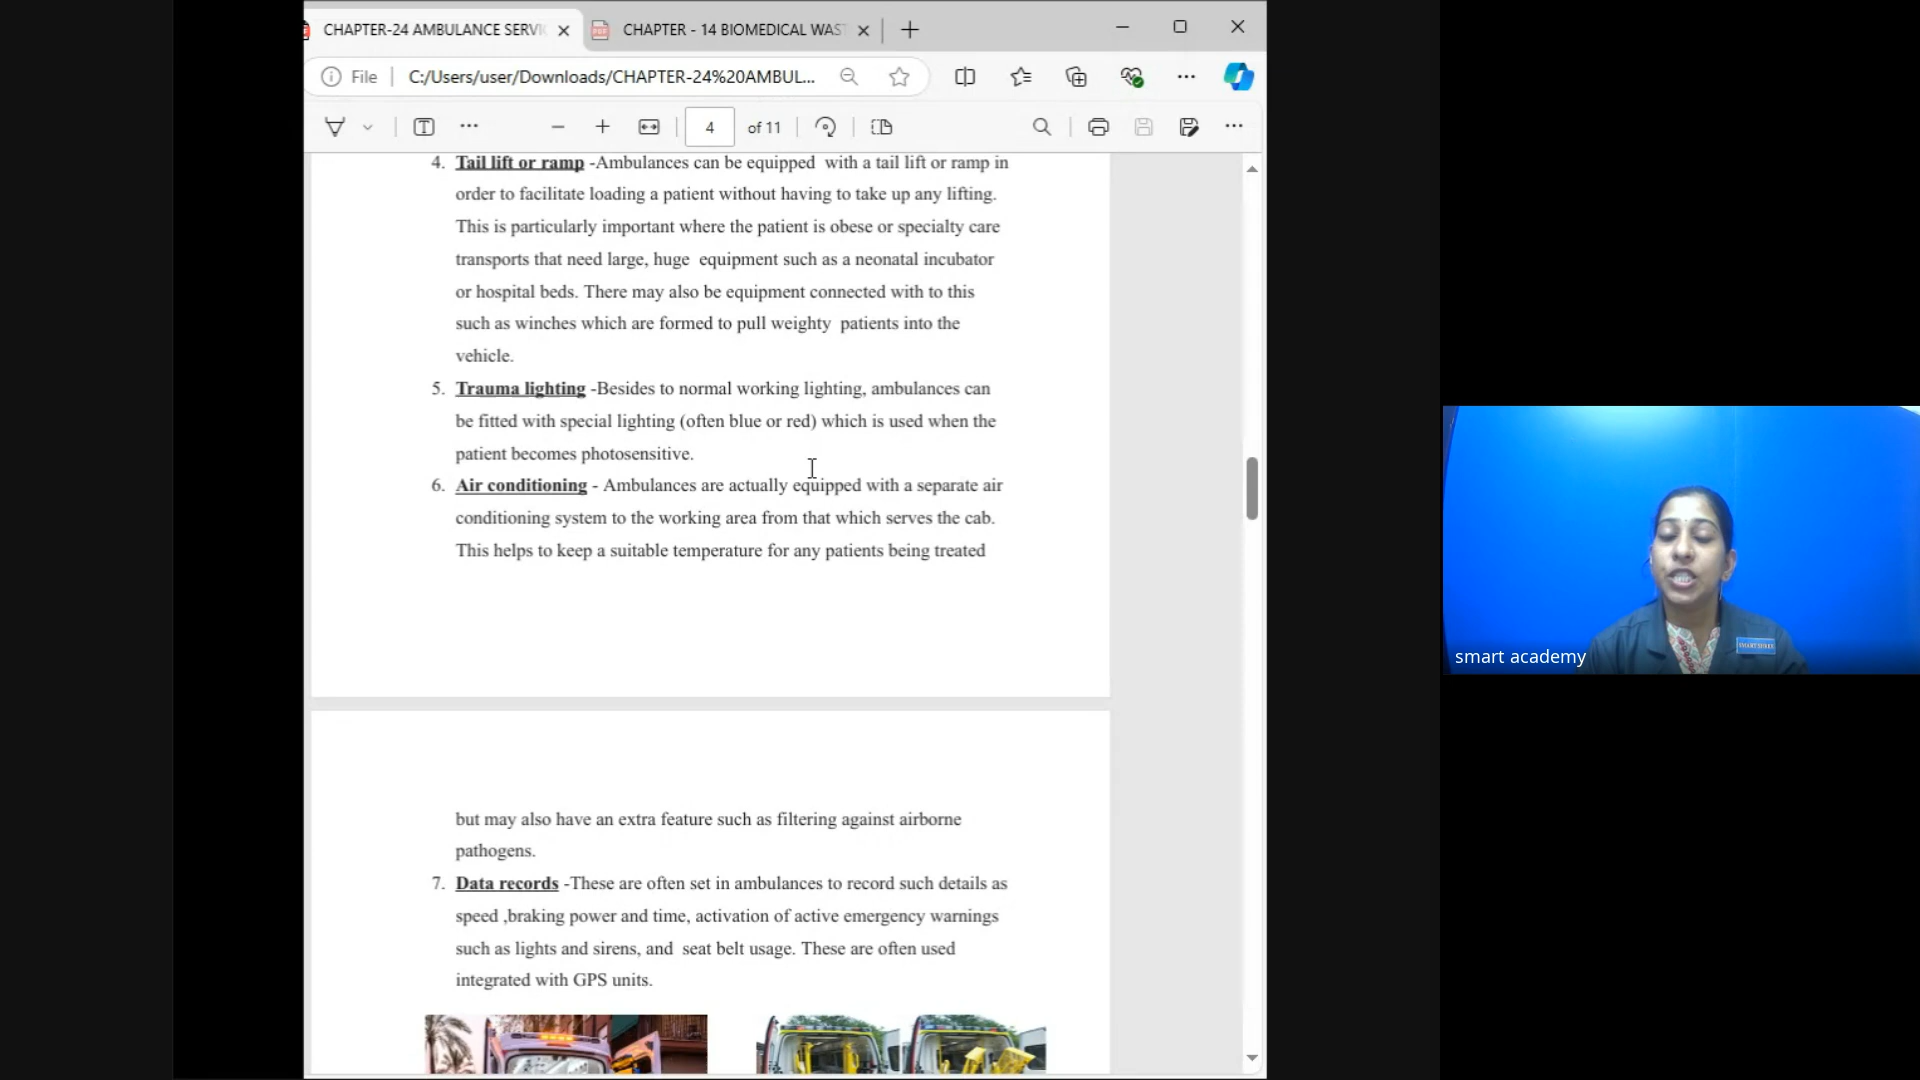 CHAPTER-24 AMBULANCE SERVI
CHAPTER - 14 BIOMEDICAL WAS
File
C:/Users/user/Downloads/CHAPTER-24%20AMBUL...
4 of 11
4. Tail lift or ramp -Ambulances can be equipped with a tail lift or ramp in
order to facilitate loading a patient without having to take up any lifting.
This is particularly important where the patient is obese or specialty care
transports that need large, huge equipment such as a neonatal incubator
or hospital beds. There may also be equipment connected with to this
such as winches which are formed to pull weighty patients into the
vehicle.
5. Trauma lighting -Besides to normal working lighting, ambulances can
be fitted with special lighting (often blue or red) which is used when the
patient becomes photosensitive.
6. Air conditioning - Ambulances are actually equipped with a separate air
conditioning system to the working area from that which serves the cab.
This helps to keep a suitable temperature for any patients being treated
but may also have an extra feature such as filtering against airborne
pathogens.
7. Data records -These are often set in ambulances to record such details as
speed ,braking power and time, activation of active emergency warnings
such as lights and sirens, and seat belt usage. These are often used
integrated with GPS units.
smart academy